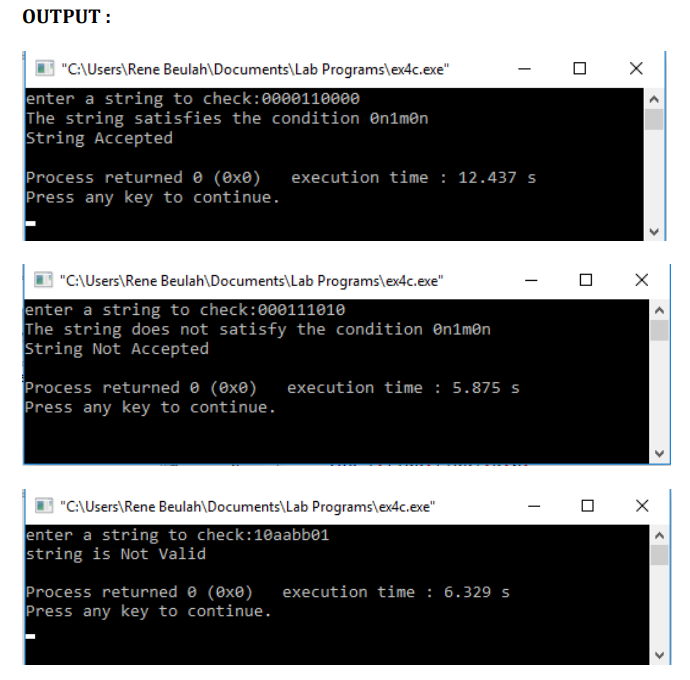 OUTPUT :
"C:\Users\Rene Beulah\Documents\Lab Programs\ex4c.exe"
enter a string to check:0000110000
The string satisfies the condition 0n1m0n
String Accepted
Process returned 0 (0x0)   execution time : 12.437 s
Press any key to continue.
"C:\Users\Rene Beulah\Documents\Lab Programs\ex4c.exe"
enter a string to check:000111010
The string does not satisfy the condition 0n1m0n
String Not Accepted
Process returned 0 (0x0)   execution time : 5.875 s
Press any key to continue.
"C:\Users\Rene Beulah\Documents\Lab Programs\ex4c.exe"
enter a string to check:10aabb01
string is Not Valid
Process returned 0 (0x0)   execution time : 6.329 s
Press any key to continue.